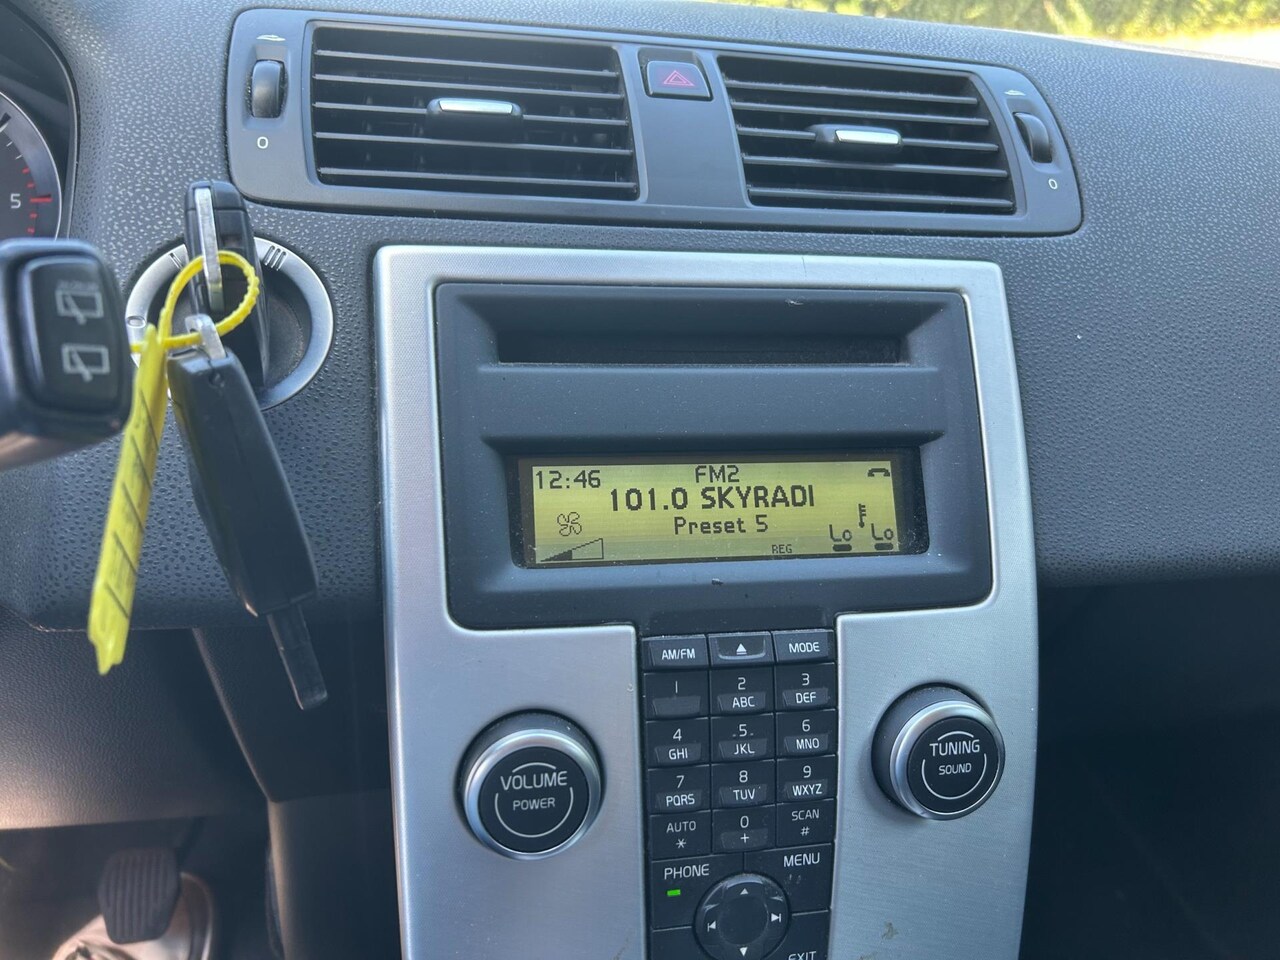 0
0
5
12:46 FM2
101.0 SKYRADI
Preset 5
REG Lo Lo
AM/FM MODE
1 2 ABC 3 DEF
4 GHI 5 JKL 6 MNO
7 PQRS 8 TUV 9 WXYZ
AUTO * 0 + SCAN #
PHONE MENU
EXIT
VOLUME
POWER
TUNING
SOUND